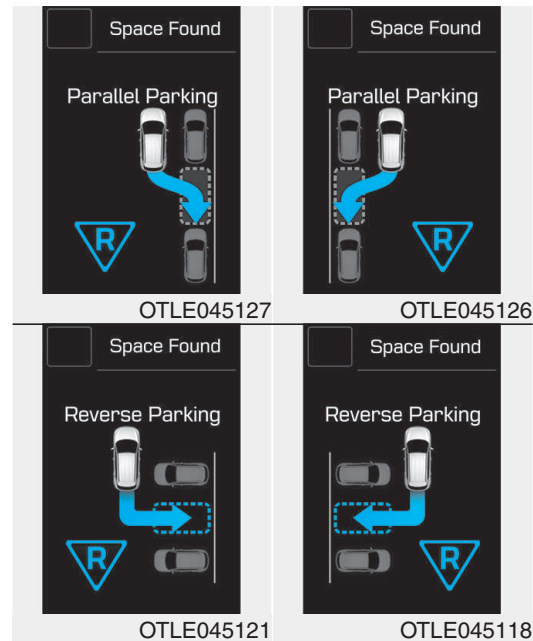 Space Found
Parallel Parking
R
OTLE045127
Space Found
Parallel Parking
R
OTLE045126
Space Found
Reverse Parking
R
OTLE045121
Space Found
Reverse Parking
R
OTLE045118